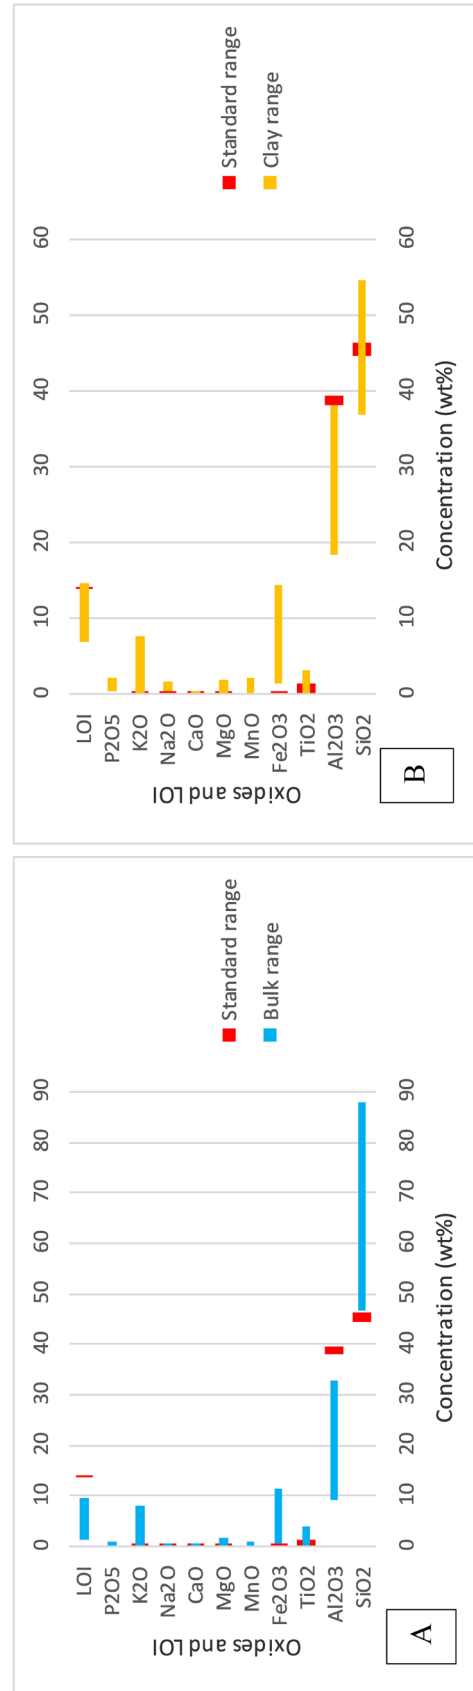 90
80
70
60
50
40
30
20
10
0
LOI
P2O5
K2O
Na2O
CaO
MgO
MnO
Fe2O3
TiO2
Al2O3
SiO2
Oxides and LOI
0
10
20
30
40
50
60
70
80
90
Concentration (wt%)
Standard range
Bulk range
A
60
50
40
30
20
10
0
LOI
P2O5
K2O
Na2O
CaO
MgO
MnO
Fe2O3
TiO2
Al2O3
SiO2
Oxides and LOI
0
10
20
30
40
50
60
Concentration (wt%)
Standard range
Clay range
B